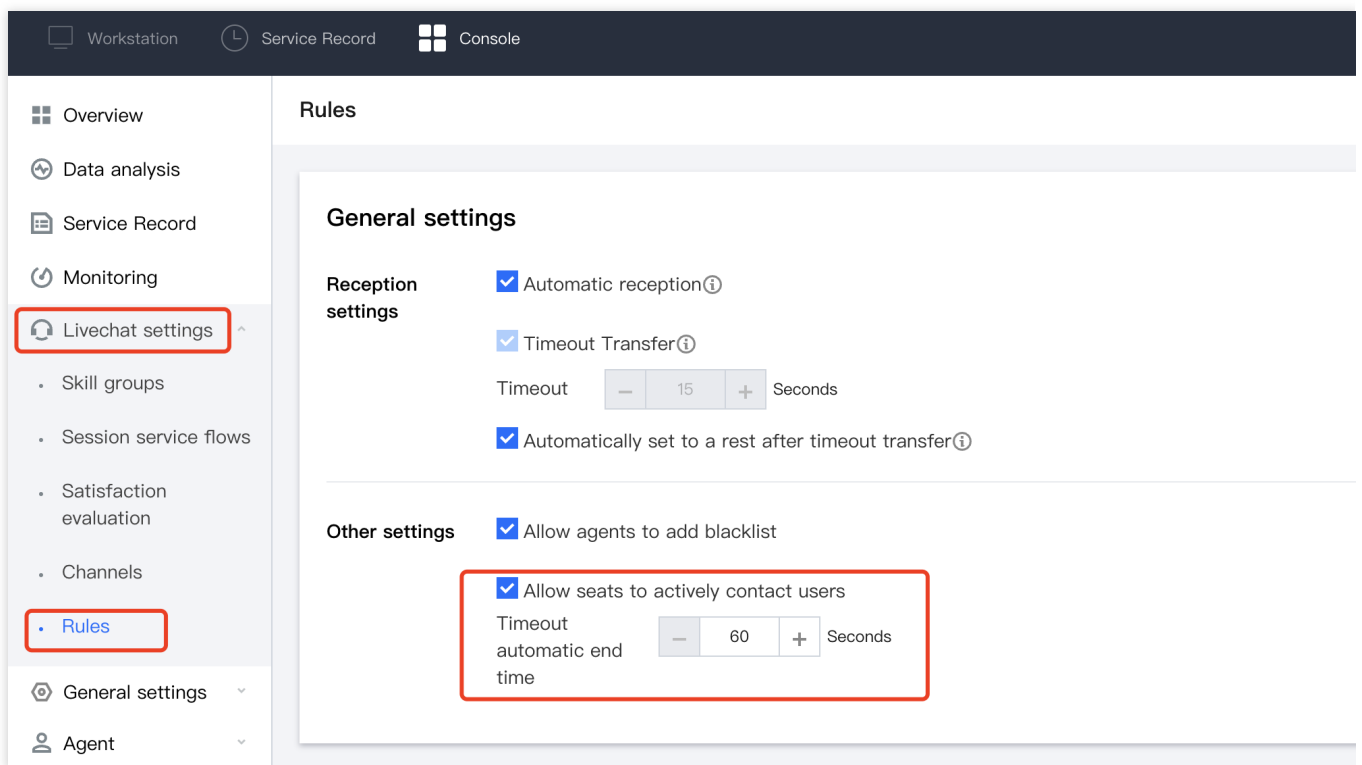 Workstation
Service Record
Console
Overview
Data analysis
Service Record
Monitoring
Livechat settings
Skill groups
Session service flows
Satisfaction
evaluation
Channels
Rules
General settings
Agent
Rules
General settings
Reception
settings
Automatic reception
Timeout Transfer
Timeout
15
Seconds
Automatically set to a rest after timeout transfer
Other settings
Allow agents to add blacklist
Allow seats to actively contact users
Timeout
automatic end
time
60
Seconds